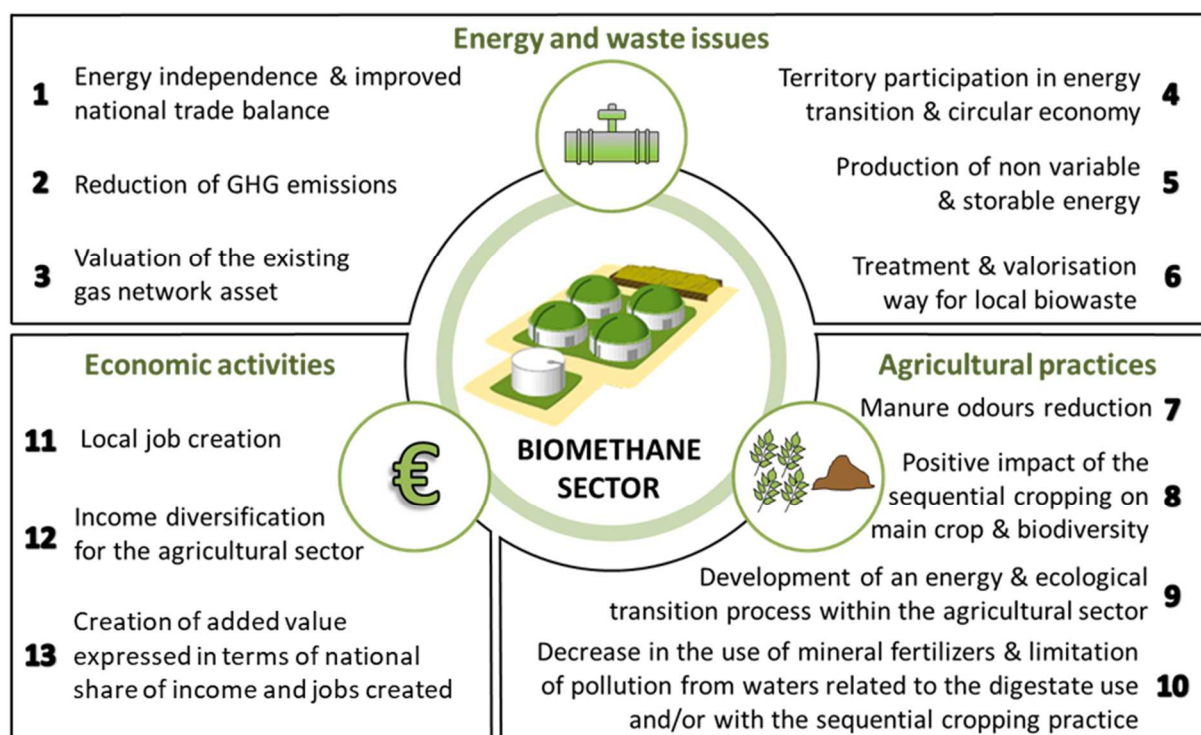 Energy and waste issues
1
Energy independence & improved
national trade balance
2
Reduction of GHG emissions
3
Valuation of the existing
gas network asset
Territory participation in energy
transition & circular economy
4
Production of non variable
& storable energy
5
Treatment & valorisation
way for local biowaste
6
Economic activities
11
Local job creation
12
Income diversification
for the agricultural sector
13
Creation of added value
expressed in terms of national
share of income and jobs created
€
BIOMETHANE
SECTOR
Agricultural practices
Manure odours reduction
7
Positive impact of the
sequential cropping on
main crop & biodiversity
8
Development of an energy & ecological
transition process within the agricultural sector
9
Decrease in the use of mineral fertilizers & limitation
of pollution from waters related to the digestate use
and/or with the sequential cropping practice
10